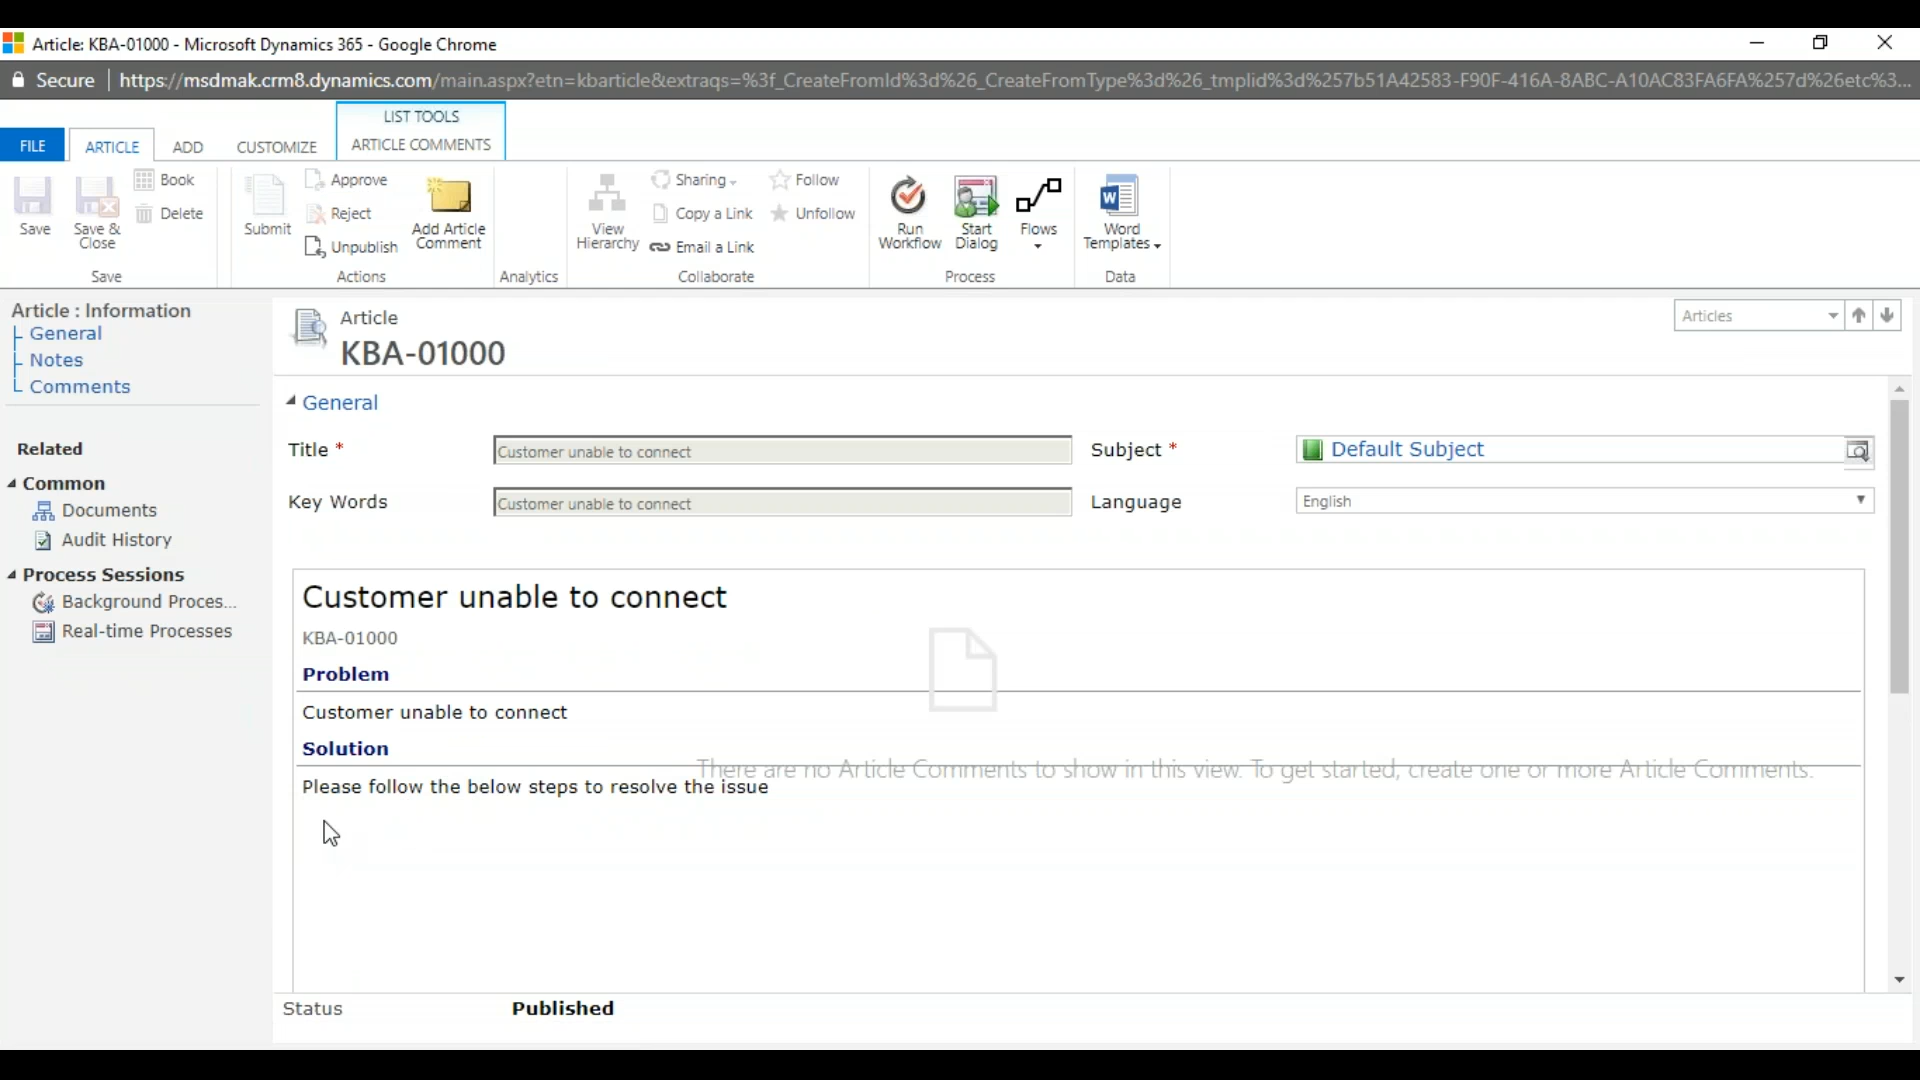 Article: KBA-01000 - Microsoft Dynamics 365 - Google Chrome
Secure https://msdmak.crm8.dynamics.com/main.aspx?etn=kbarticle&extraqs=%3f_CreateFromId%3d%26_CreateFromType%3d%26_tmplid%3d%257b51A42583-F90F-416A-8ABC-A10AC83FA6FA%257d%26etc%3...
LIST TOOLS
FILE ARTICLE ADD CUSTOMIZE ARTICLE COMMENTS
Save
Save & Close
Book
Delete
Save
Submit
Approve
Reject
Unpublish
Add Article Comment
Actions
Analytics
View Hierarchy
Sharing
Copy a Link
Email a Link
Follow
Unfollow
Collaborate
Run Workflow
Start Dialog
Flows
Process
Word Templates
Data
Article : Information
General
Notes
Comments
Related
Common
Documents
Audit History
Process Sessions
Background Proces...
Real-time Processes
Article
KBA-01000
Articles
General
Title * Customer unable to connect Subject * Default Subject
Key Words Customer unable to connect Language English
Customer unable to connect
KBA-01000
Problem
Customer unable to connect
Solution
There are no Article Comments to show in this view. To get started, create one or more Article Comments.
Please follow the below steps to resolve the issue
Status Published